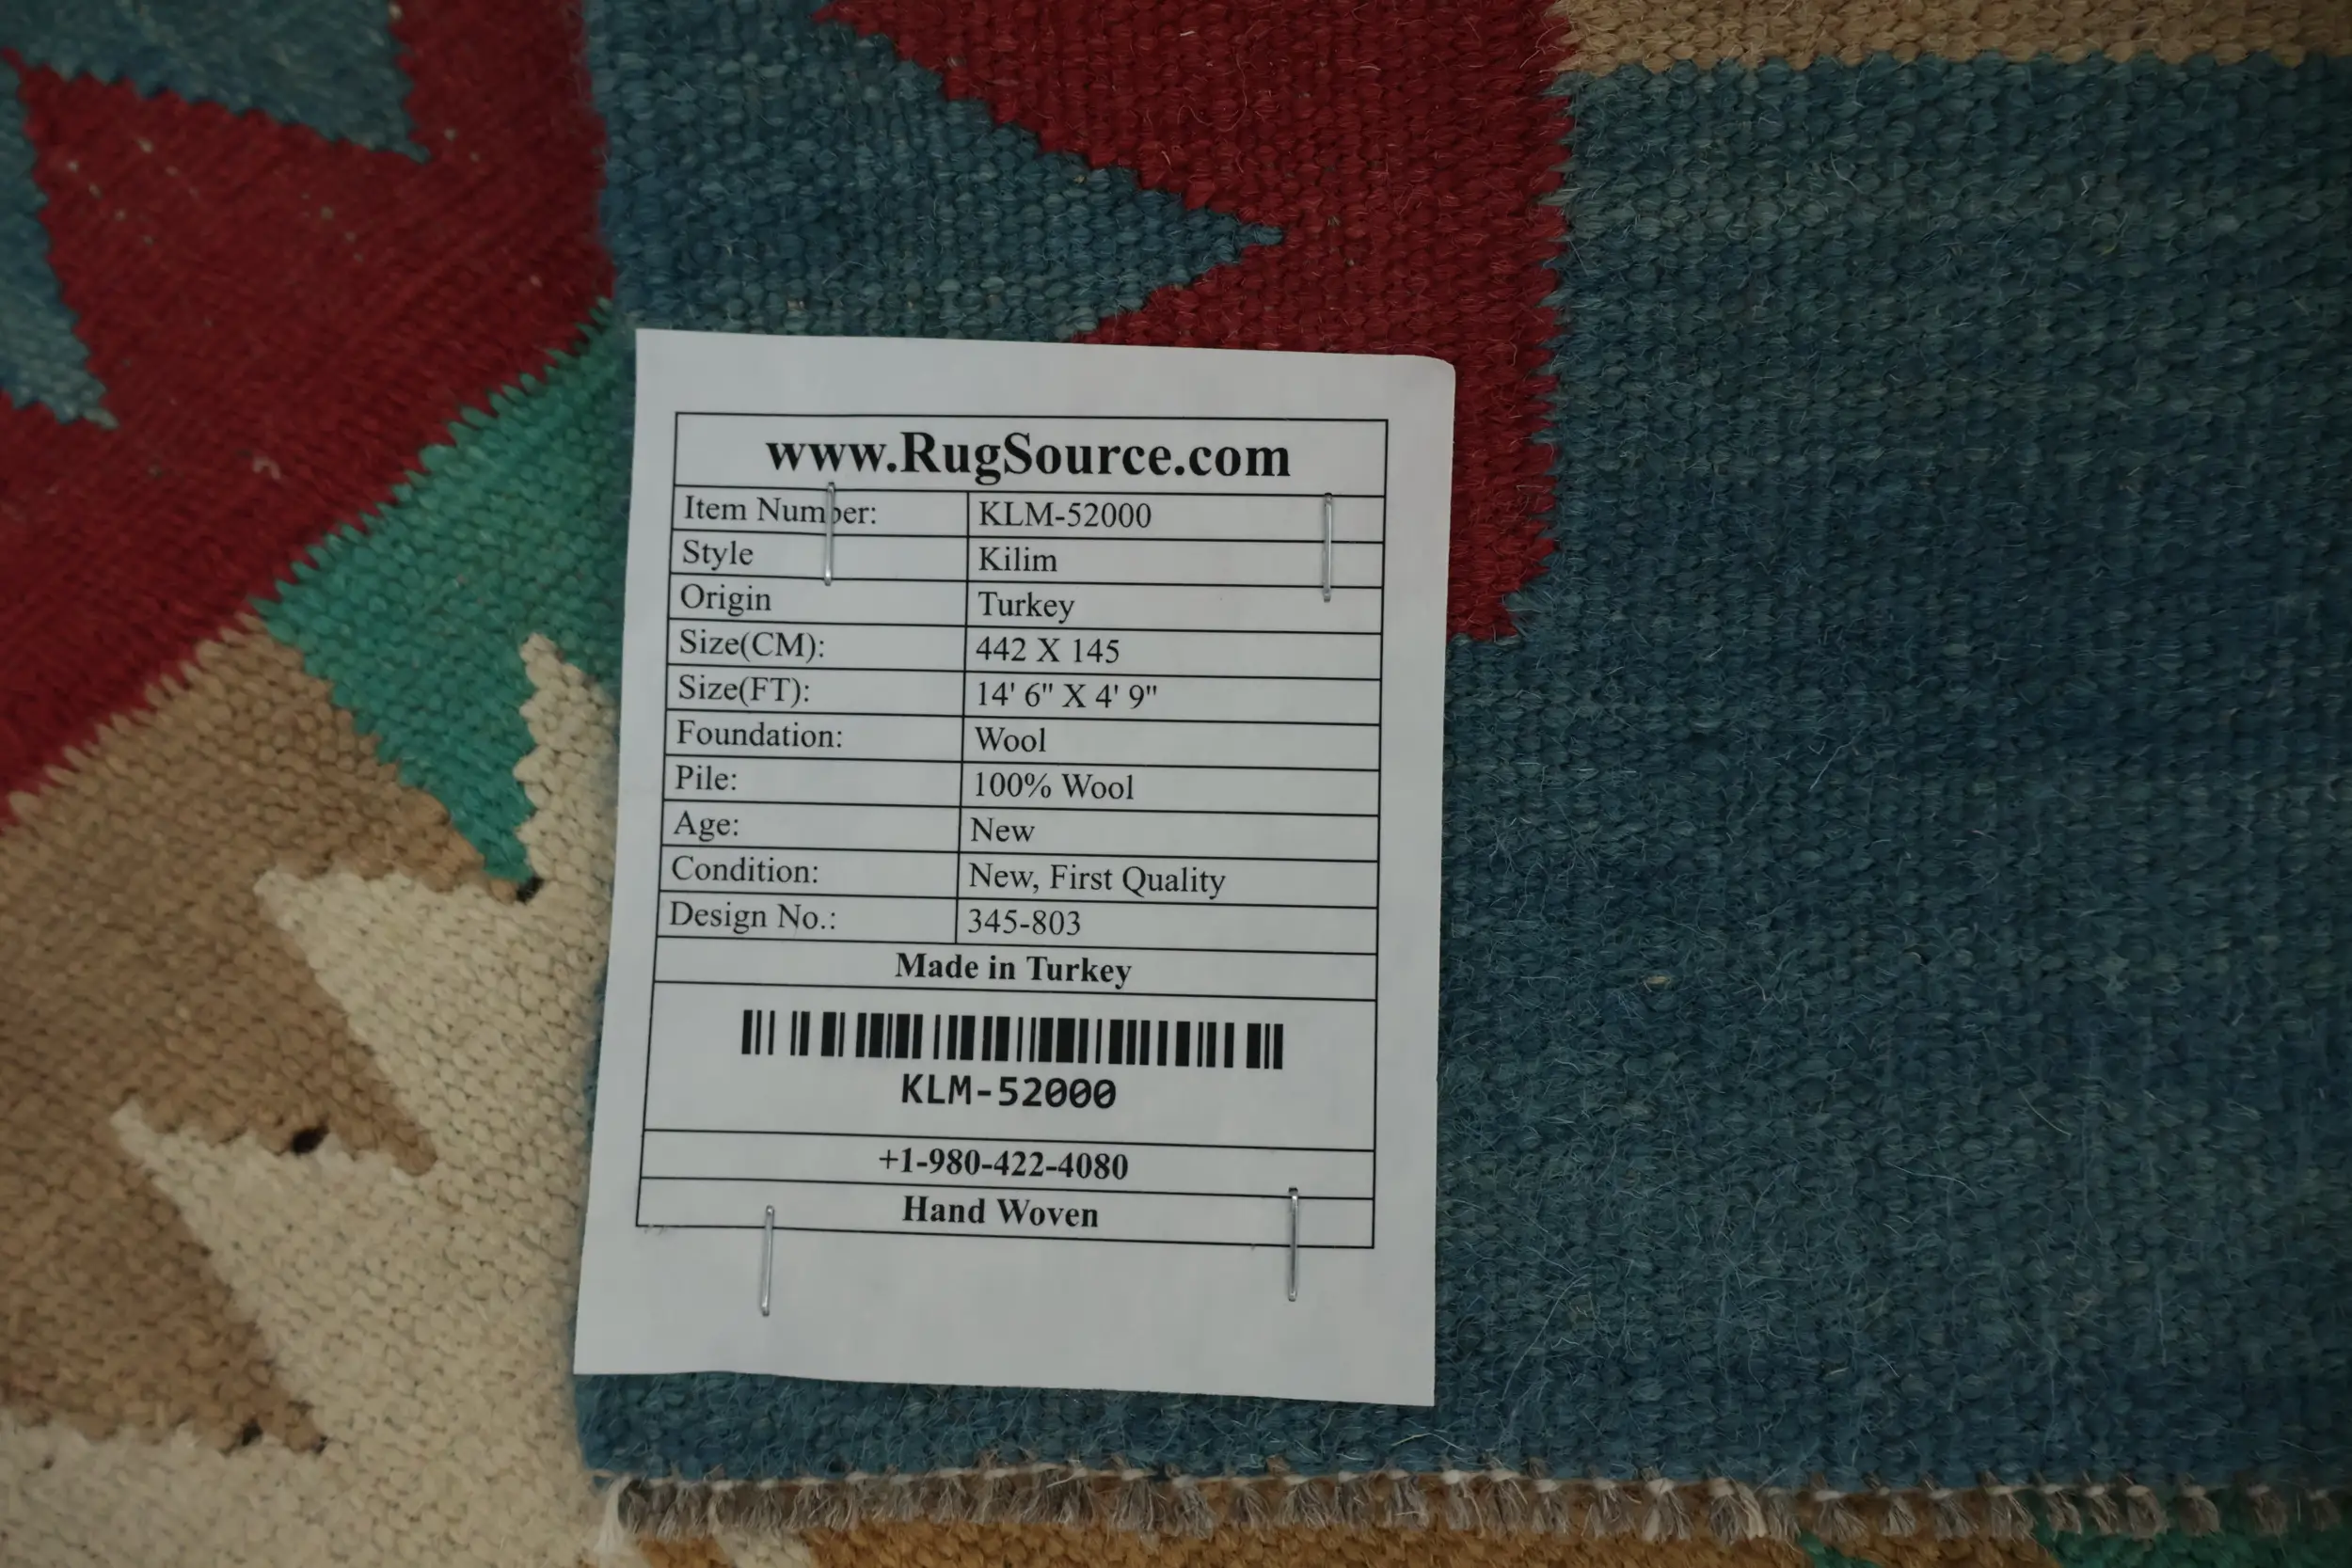 www.RugSource.com
Item Number: KLM-52000
Style Kilim
Origin Turkey
Size(CM): 442 X 145
Size(FT): 14' 6" X 4' 9"
Foundation: Wool
Pile: 100% Wool
Age: New
Condition: New, First Quality
Design No.: 345-803
Made in Turkey
KLM-52000
+1-980-422-4080
Hand Woven